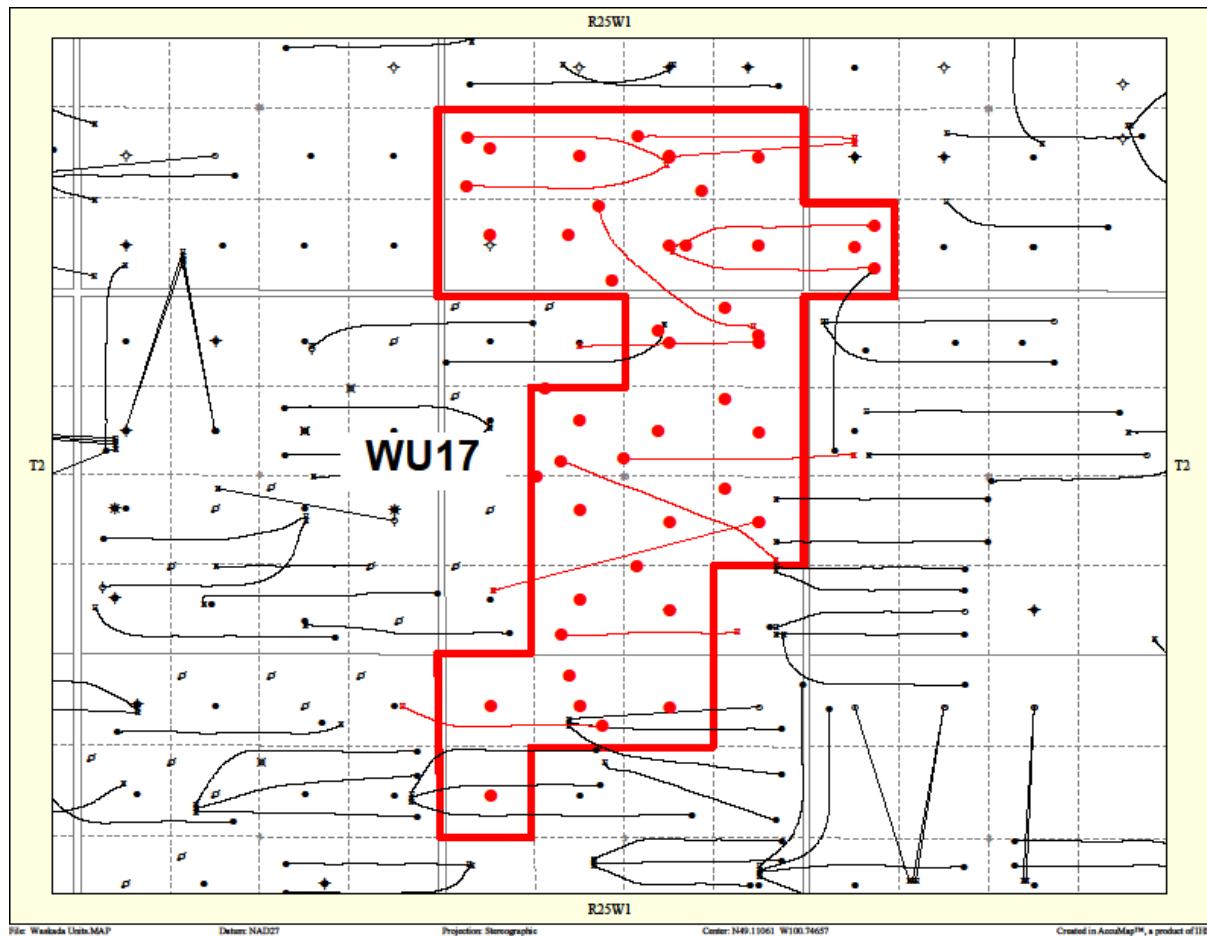 R25W1
WU17
T2
T2
R25W1
File: Waskada Units.MAP Datum: NAD27 Projection: Stereographic Center: N49.11061 W100.74657 Created in AccuMap™, a product of IHS